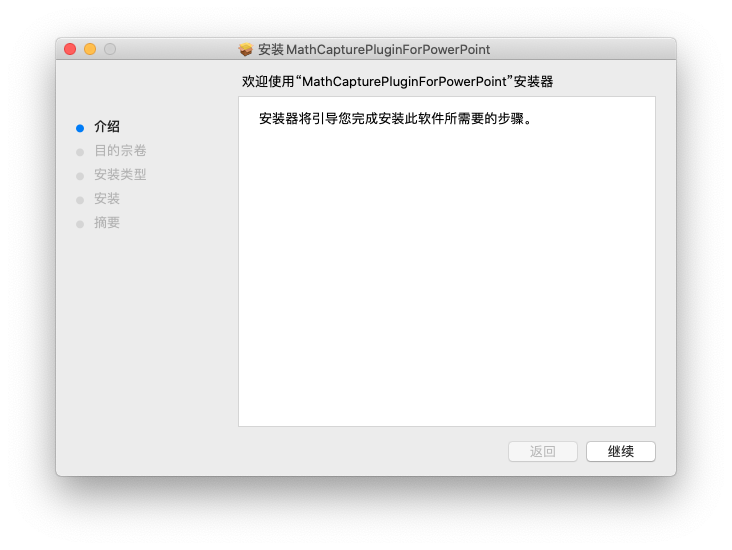 安装 MathCapturePluginForPowerPoint
欢迎使用“MathCapturePluginForPowerPoint”安装器
介绍
目的宗卷
安装类型
安装
摘要
安装器将引导您完成安装此软件所需要的步骤。
返回
继续